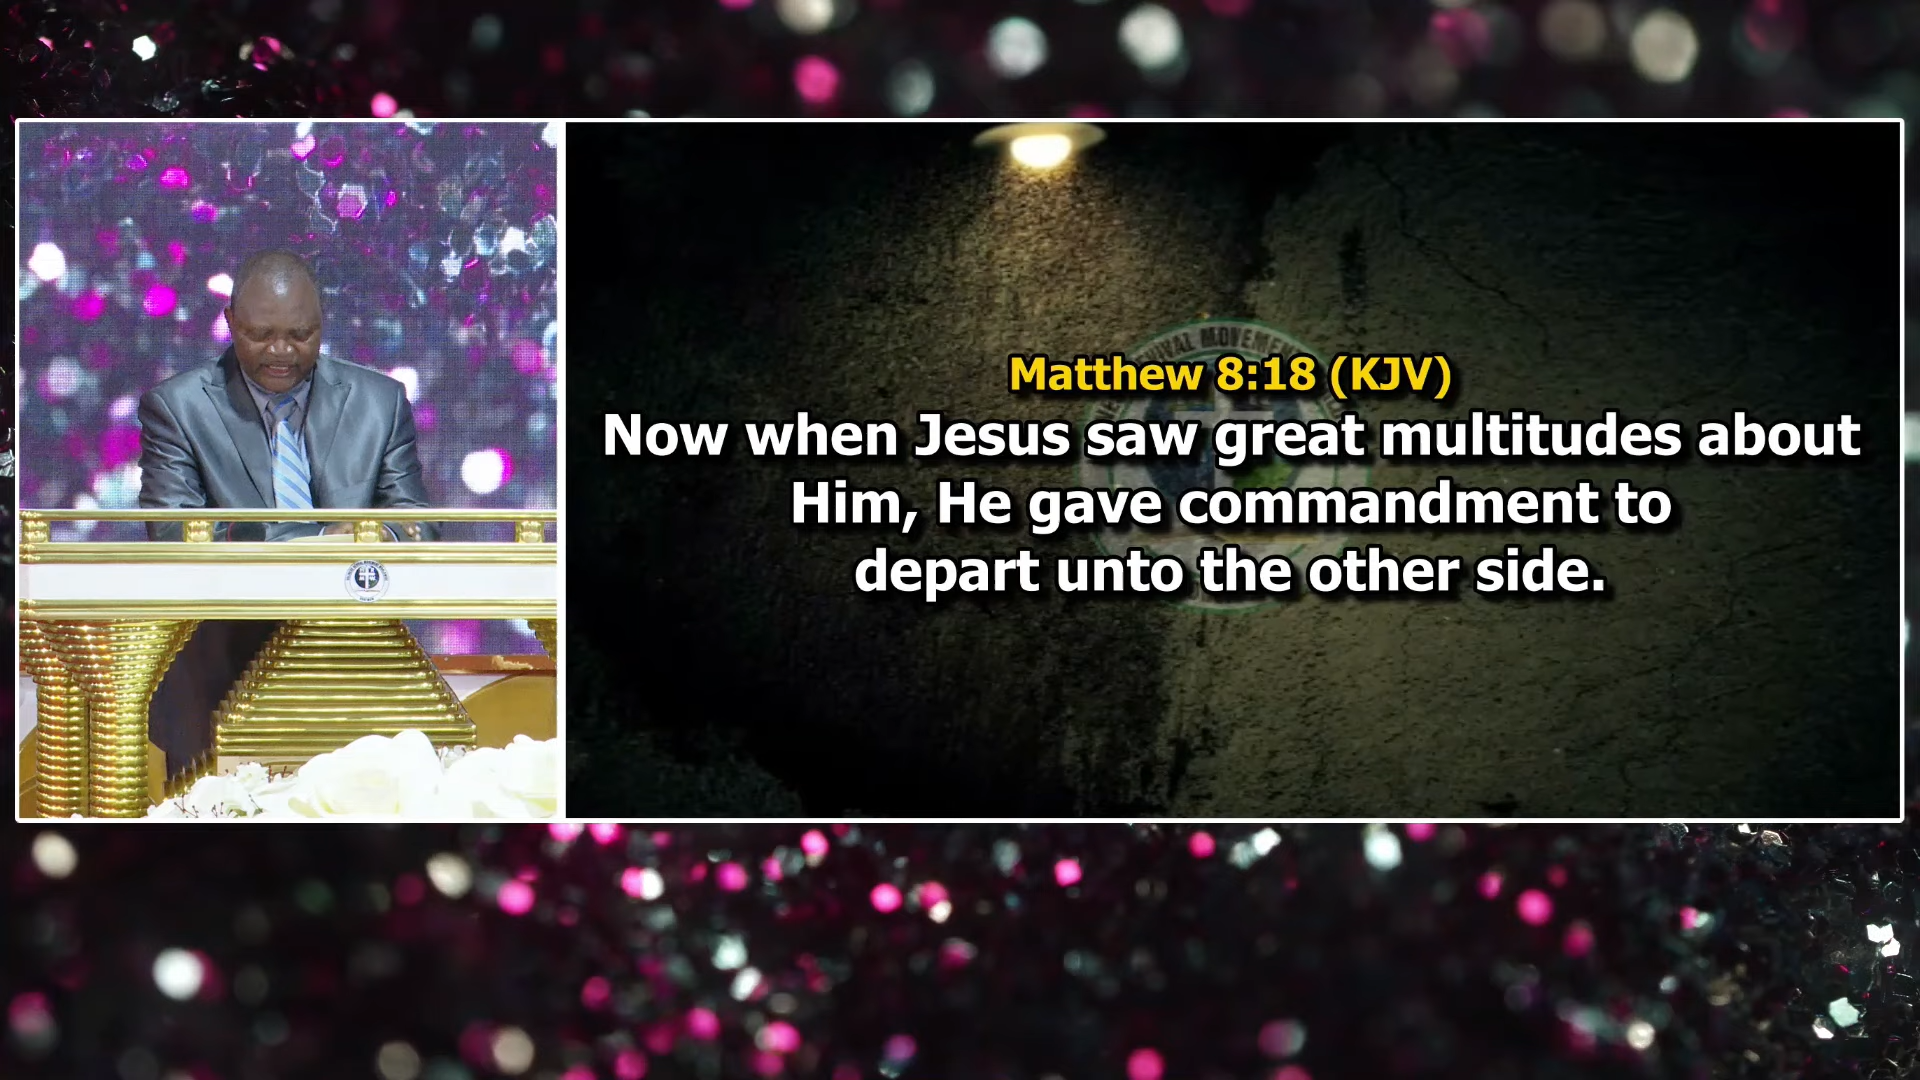 Matthew 8:18 (KJV)
Now when Jesus saw great multitudes about
Him, He gave commandment to
depart unto the other side.